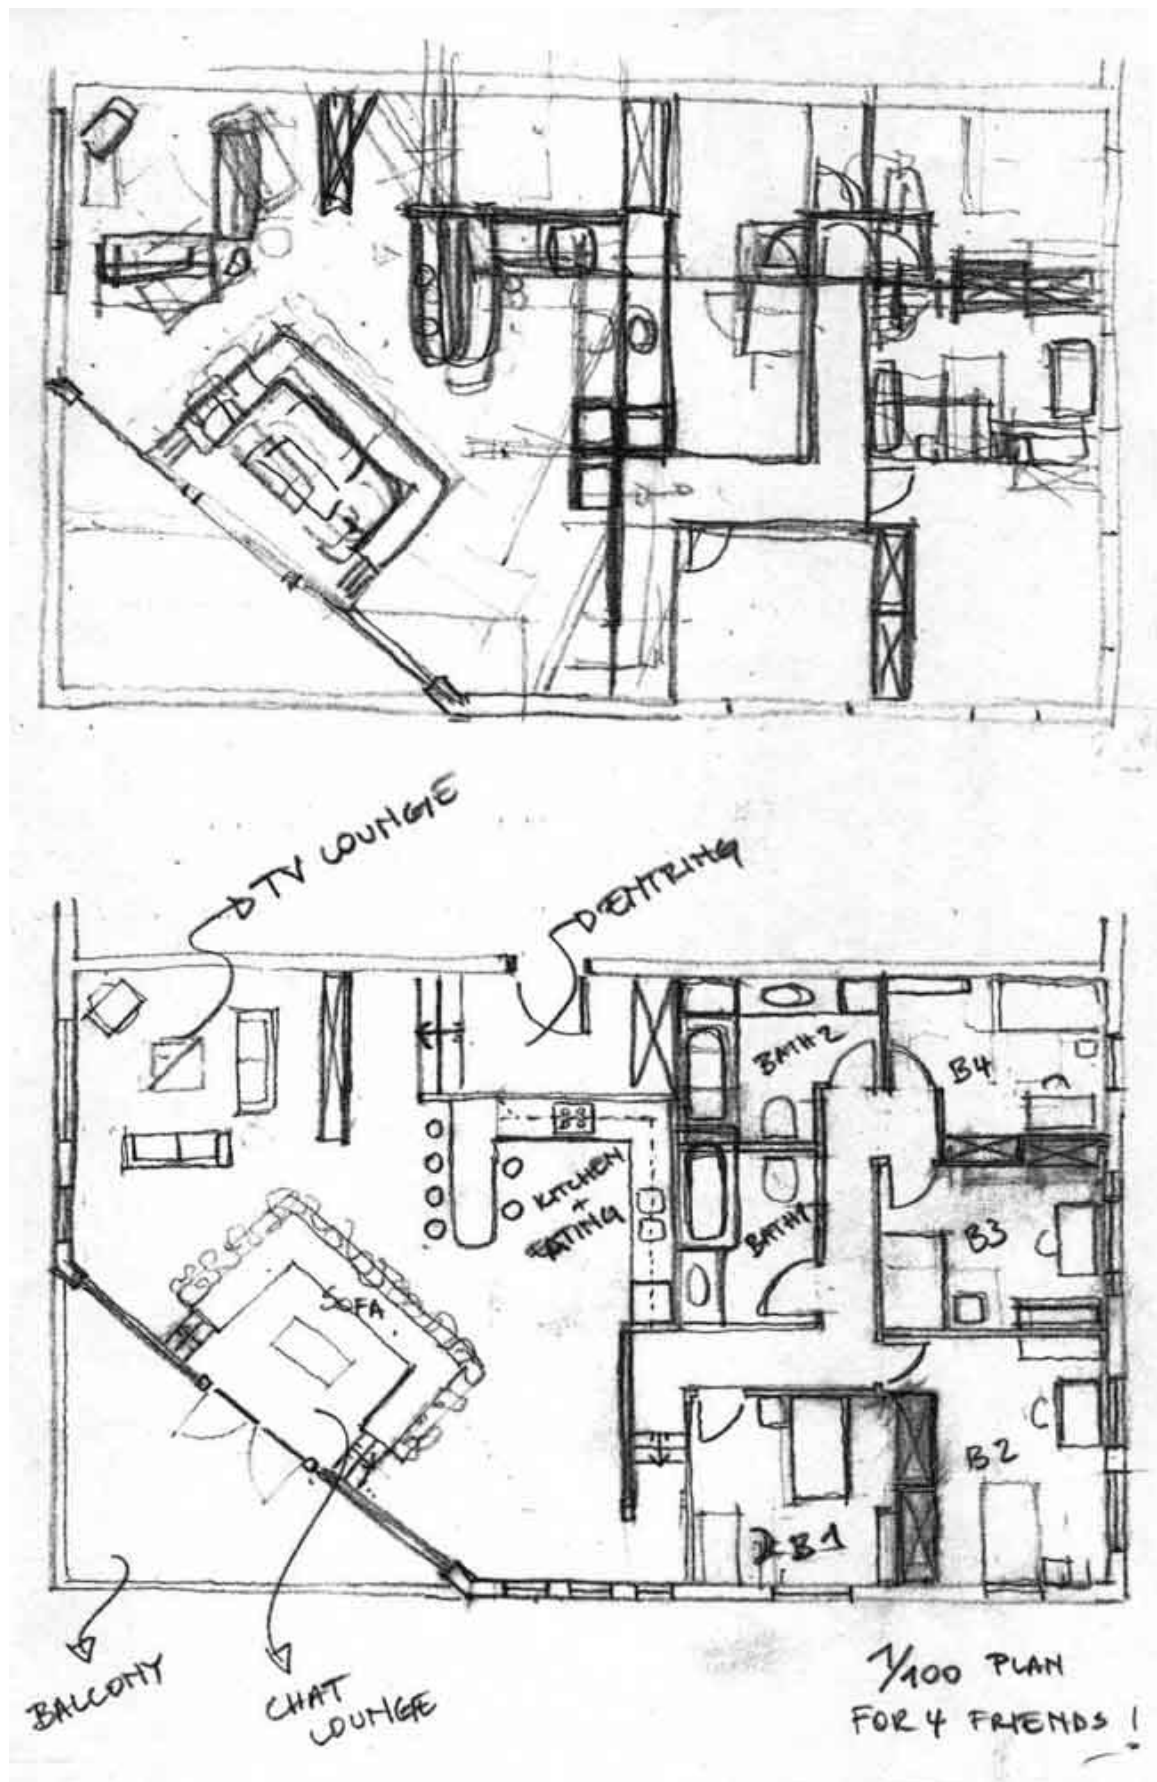 TV LOUNGE
ENTRING
BATH 2
B4
KITCHEN
+
EATING
BATH 1
B3
SOFA
B2
B1
BALCONY
CHAT
LOUNGE
1/100 PLAN
FOR 4 FRIENDS !